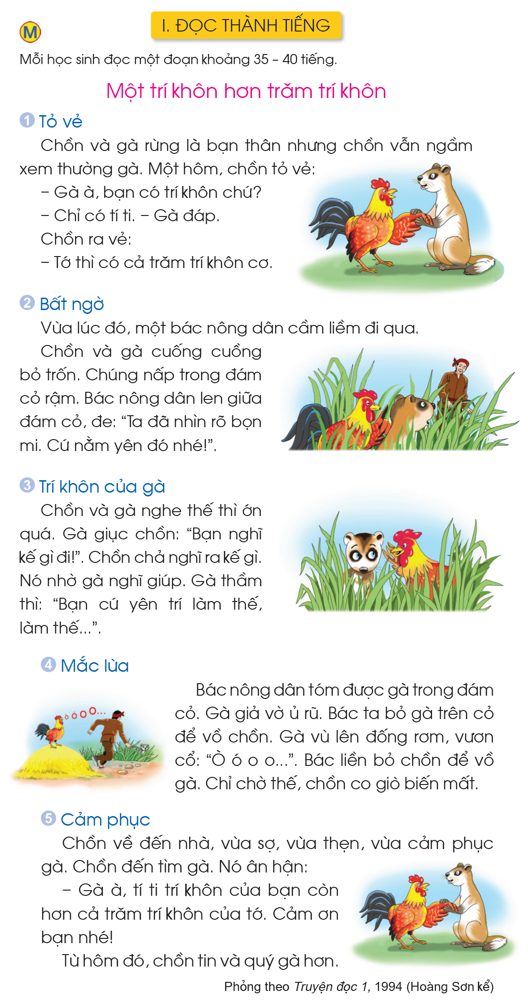 M
I. ĐỌC THÀNH TIẾNG
Mỗi học sinh đọc một đoạn khoảng 35 – 40 tiếng.
Một trí khôn hơn trăm trí khôn
1 Tỏ vẻ
Chồn và gà rừng là bạn thân nhưng chồn vẫn ngầm
xem thường gà. Một hôm, chồn tỏ vẻ:
– Gà à, bạn có trí khôn chứ?
– Chỉ có tí ti. – Gà đáp.
Chồn ra vẻ:
– Tớ thì có cả trăm trí khôn cơ.
2 Bất ngờ
Vừa lúc đó, một bác nông dân cầm liềm đi qua.
Chồn và gà cuống cuồng
bỏ trốn. Chúng nấp trong đám
cỏ rậm. Bác nông dân len giữa
đám cỏ, đe: “Ta đã nhìn rõ bọn
mi. Cứ nằm yên đó nhé!”.
3 Trí khôn của gà
Chồn và gà nghe thế thì ớn
quá. Gà giục chồn: “Bạn nghĩ
kế gì đi!”. Chồn chả nghĩ ra kế gì.
Nó nhờ gà nghĩ giúp. Gà thầm
thì: “Bạn cứ yên trí làm thế,
làm thế...”.
4 Mắc lừa
Bác nông dân tóm được gà trong đám
cỏ. Gà giả vờ ủ rũ. Bác ta bỏ gà trên cỏ
để vồ chồn. Gà vù lên đống rơm, vươn
cổ: “Ò ó o o...”. Bác liền bỏ chồn để vồ
gà. Chỉ chờ thế, chồn co giò biến mất.
ò ó o o...
5 Cảm phục
Chồn về đến nhà, vừa sợ, vừa thẹn, vừa cảm phục
gà. Chồn đến tìm gà. Nó ân hận:
– Gà à, tí ti trí khôn của bạn còn
hơn cả trăm trí khôn của tớ. Cảm ơn
bạn nhé!
Từ hôm đó, chồn tin và quý gà hơn.
Phỏng theo Truyện đọc 1, 1994 (Hoàng Sơn kể)